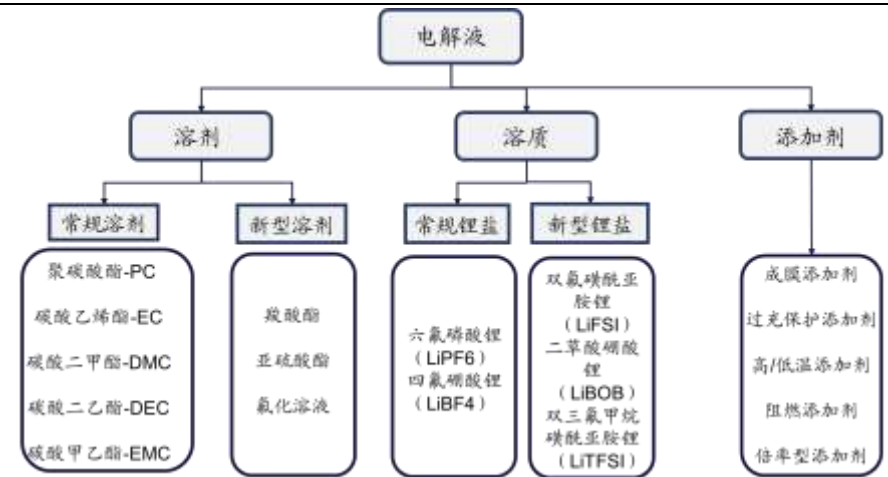 电解液
溶剂
溶质
添加剂
常规溶剂
新型溶剂
常规锂盐
新型锂盐
聚碳酸酯-PC
碳酸乙烯酯-EC
碳酸二甲酯-DMC
碳酸二乙酯-DEC
碳酸甲乙酯-EMC
羧酸酯
亚硫酸酯
氟化溶液
六氟磷酸锂
（LiPF6）
四氟硼酸锂
（LiBF4）
双氟磺酰亚
胺锂
（LiFSI）
二草酸硼酸
锂
（LiBOB）
双三氟甲烷
磺酰亚胺锂
（LiTFSI）
成膜添加剂
过充保护添加剂
高/低温添加剂
阻燃添加剂
倍率型添加剂